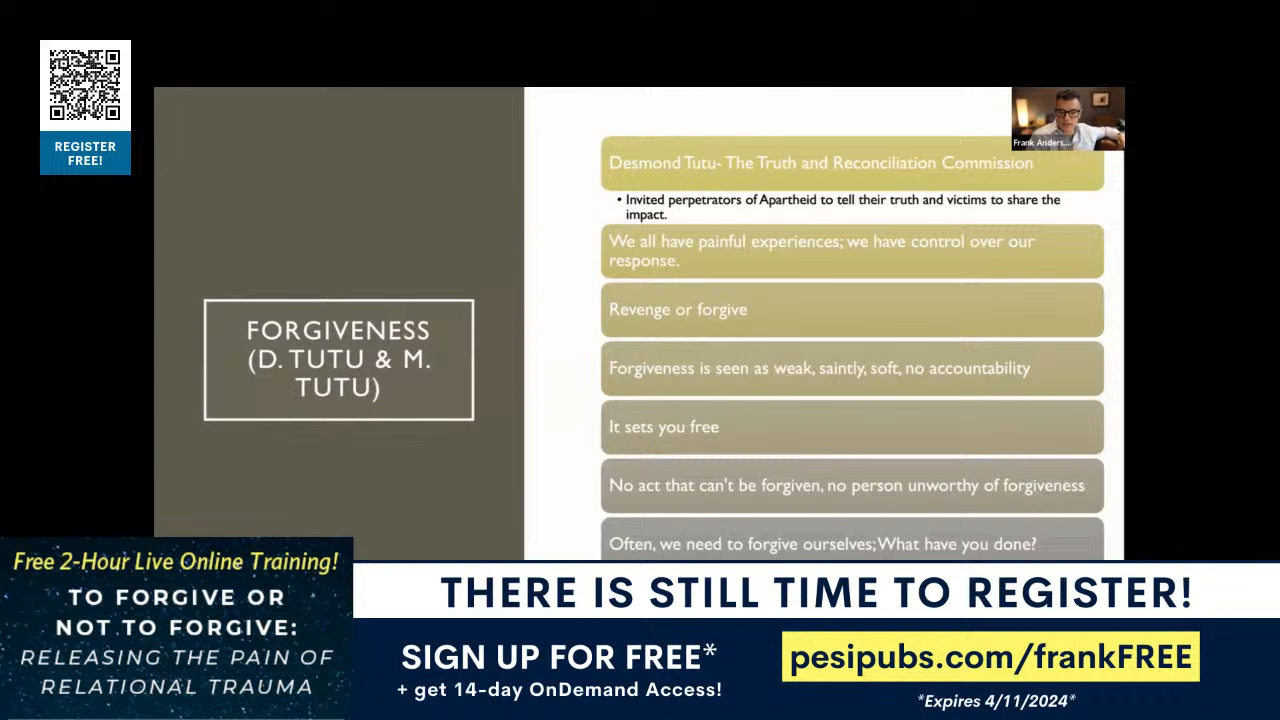 REGISTER
FREE!
Frank Anders...
FORGIVENESS
(D. TUTU & M.
TUTU)
Desmond Tutu- The Truth and Reconciliation Commission
• Invited perpetrators of Apartheid to tell their truth and victims to share the
impact.
We all have painful experiences; we have control over our
response.
Revenge or forgive
Forgiveness is seen as weak, saintly, soft, no accountability
It sets you free
No act that can't be forgiven, no person unworthy of forgiveness
Often, we need to forgive ourselves; What have you done?
Free 2-Hour Live Online Training!
TO FORGIVE OR
NOT TO FORGIVE:
RELEASING THE PAIN OF
RELATIONAL TRAUMA
THERE IS STILL TIME TO REGISTER!
SIGN UP FOR FREE*
+ get 14-day OnDemand Access!
pesipubs.com/frankFREE
*Expires 4/11/2024*